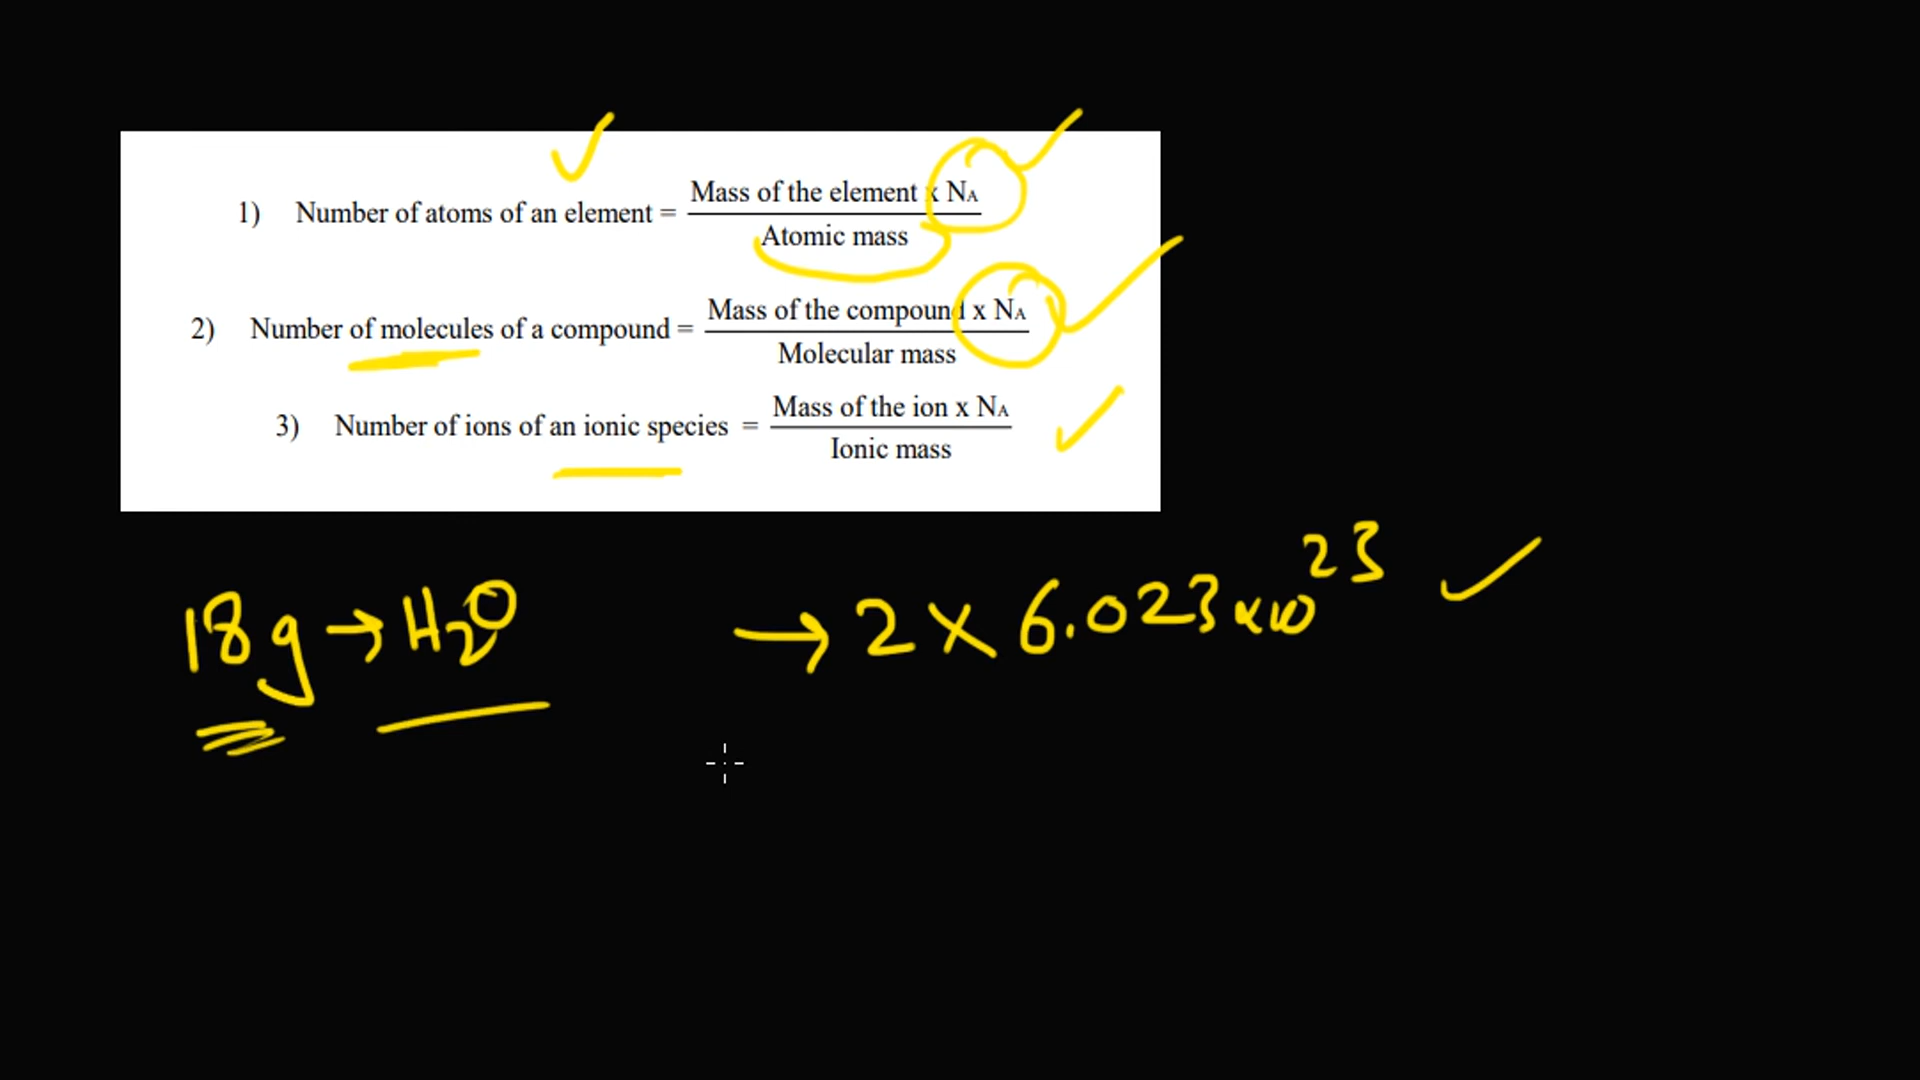 1) Number of atoms of an element = Mass of the element x NA
Atomic mass
2) Number of molecules of a compound = Mass of the compound x NA
Molecular mass
3) Number of ions of an ionic species = Mass of the ion x NA
Ionic mass
18g → H2O → 2 × 6.023 × 10^23